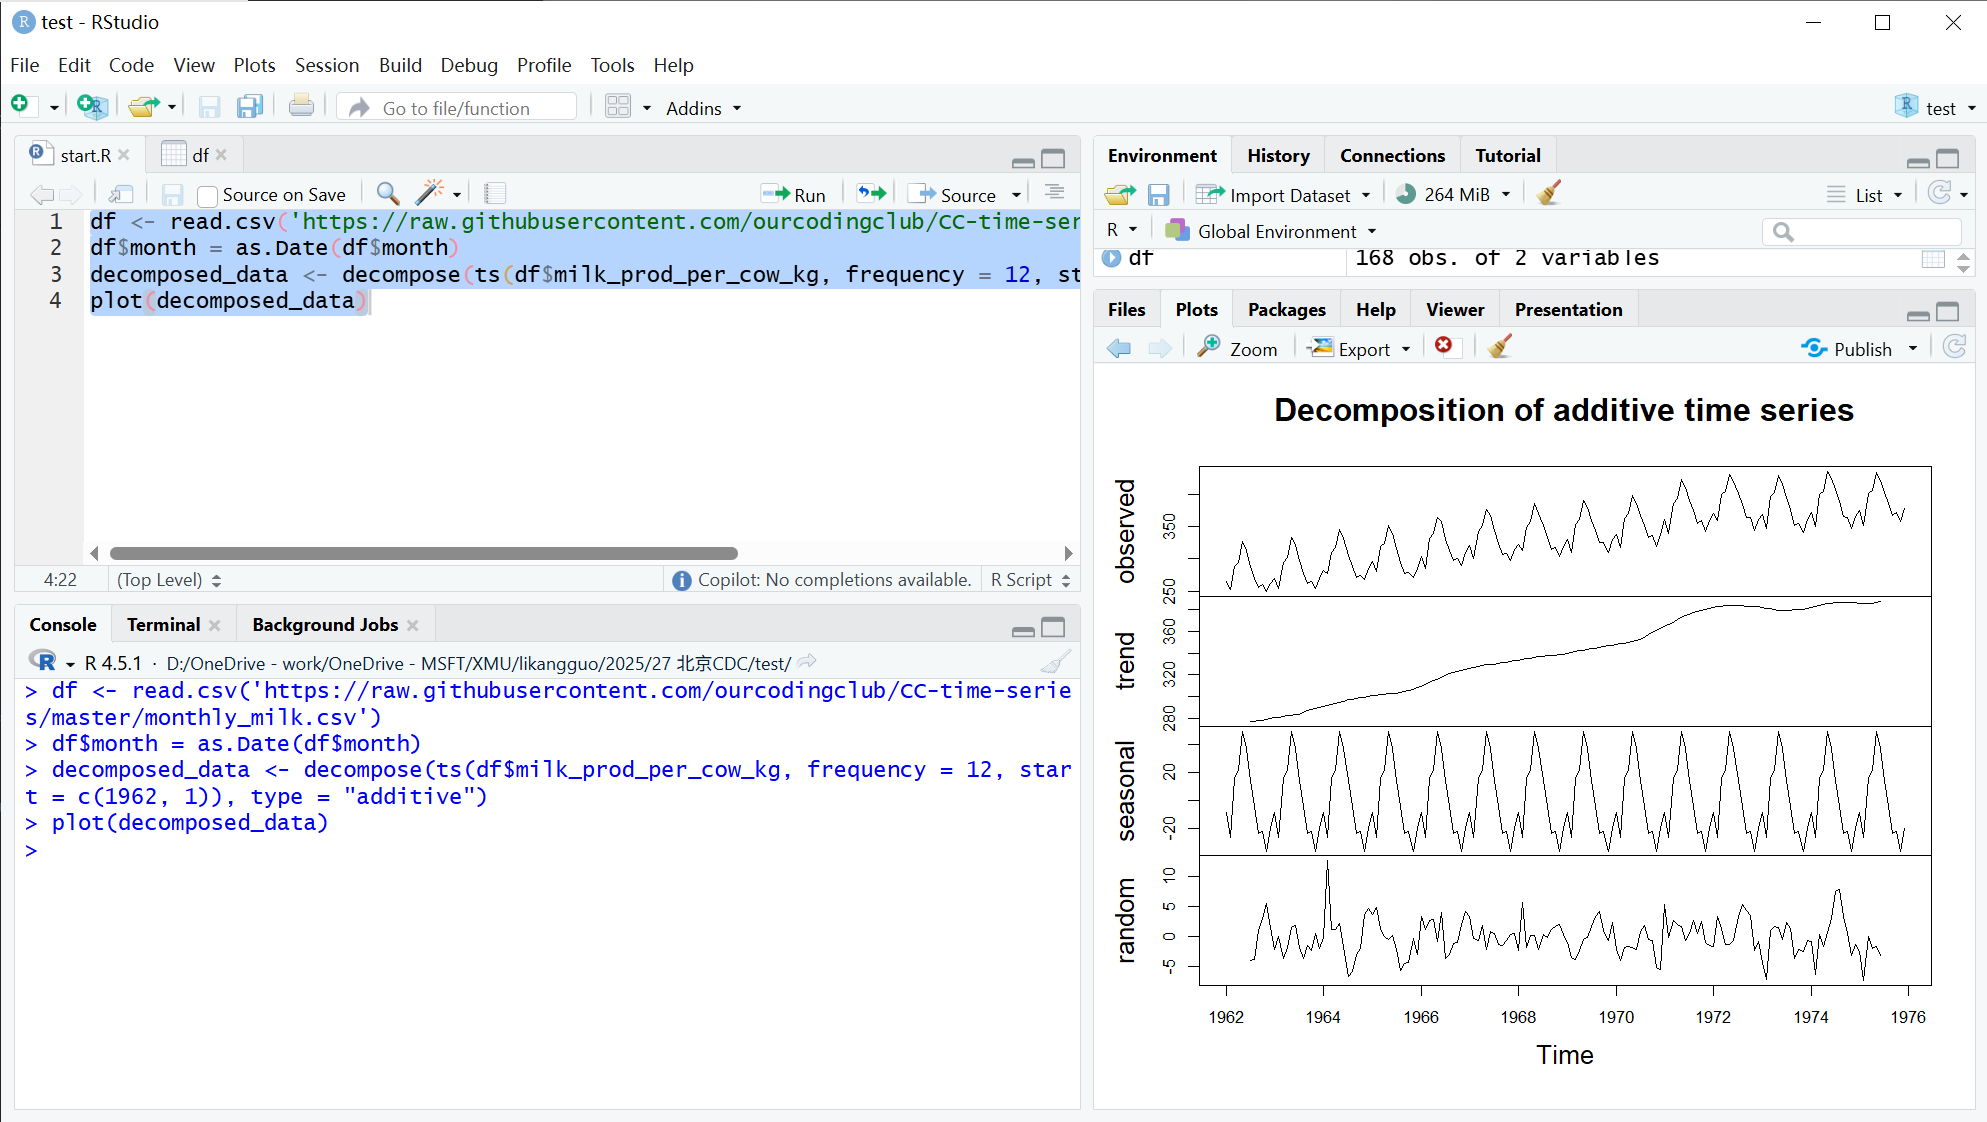 test - RStudio
File Edit Code View Plots Session Build Debug Profile Tools Help
Go to file/function
Addins
test
start.R
df
Source on Save
Run
Source
1 df <- read.csv('https://raw.githubusercontent.com/ourcodingclub/CC-time-ser
2 df$month = as.Date(df$month)
3 decomposed_data <- decompose(ts(df$milk_prod_per_cow_kg, frequency = 12, st
4 plot(decomposed_data)
4:22
(Top Level)
Copilot: No completions available.
R Script
Console Terminal Background Jobs
R 4.5.1 · D:/OneDrive - work/OneDrive - MSFT/XMU/likangguo/2025/27 北京CDC/test/
> df <- read.csv('https://raw.githubusercontent.com/ourcodingclub/CC-time-serie
s/master/monthly_milk.csv')
> df$month = as.Date(df$month)
> decomposed_data <- decompose(ts(df$milk_prod_per_cow_kg, frequency = 12, star
t = c(1962, 1)), type = "additive")
> plot(decomposed_data)
>
Environment History Connections Tutorial
Import Dataset
264 MiB
List
R
Global Environment
df 168 obs. of 2 variables
Files Plots Packages Help Viewer Presentation
Zoom Export Publish
Decomposition of additive time series
observed
250 350
trend
280 320 360
seasonal
-20 20
random
-5 0 5 10
1962 1964 1966 1968 1970 1972 1974 1976
Time